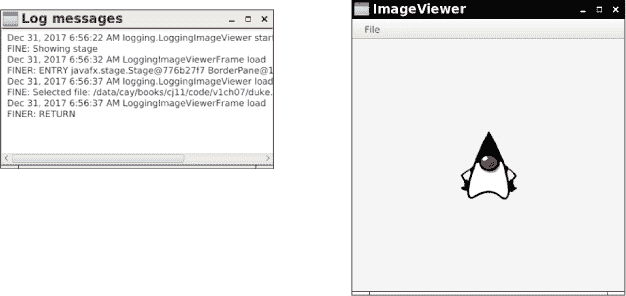 Log messages
Dec 31, 2017 6:56:22 AM logging.LoggingImageViewer star
FINE: Showing stage
Dec 31, 2017 6:56:32 AM LoggingImageViewerFrame load
FINER: ENTRY javafx.stage.Stage@776b27f7 BorderPane@1
Dec 31, 2017 6:56:37 AM logging.LoggingImageViewer load
FINE: Selected file: /data/cay/books/cj11/code/v1ch07/duke.
Dec 31, 2017 6:56:37 AM LoggingImageViewerFrame load
FINER: RETURN
ImageViewer
File